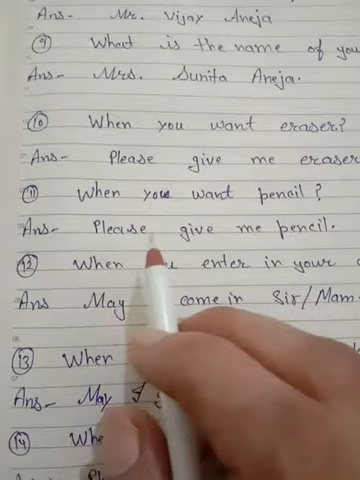 Ans- Mr. Vijay Aneja
9 What is the name of you
Ans- Mrs. Sunita Aneja.
10 When you want eraser?
Ans- Please give me eraser
11 When you want pencil?
Ans- Please give me pencil.
12 When u enter in your
Ans May come in Sir/Mam.
13 When
Ans- May I
14 Whe